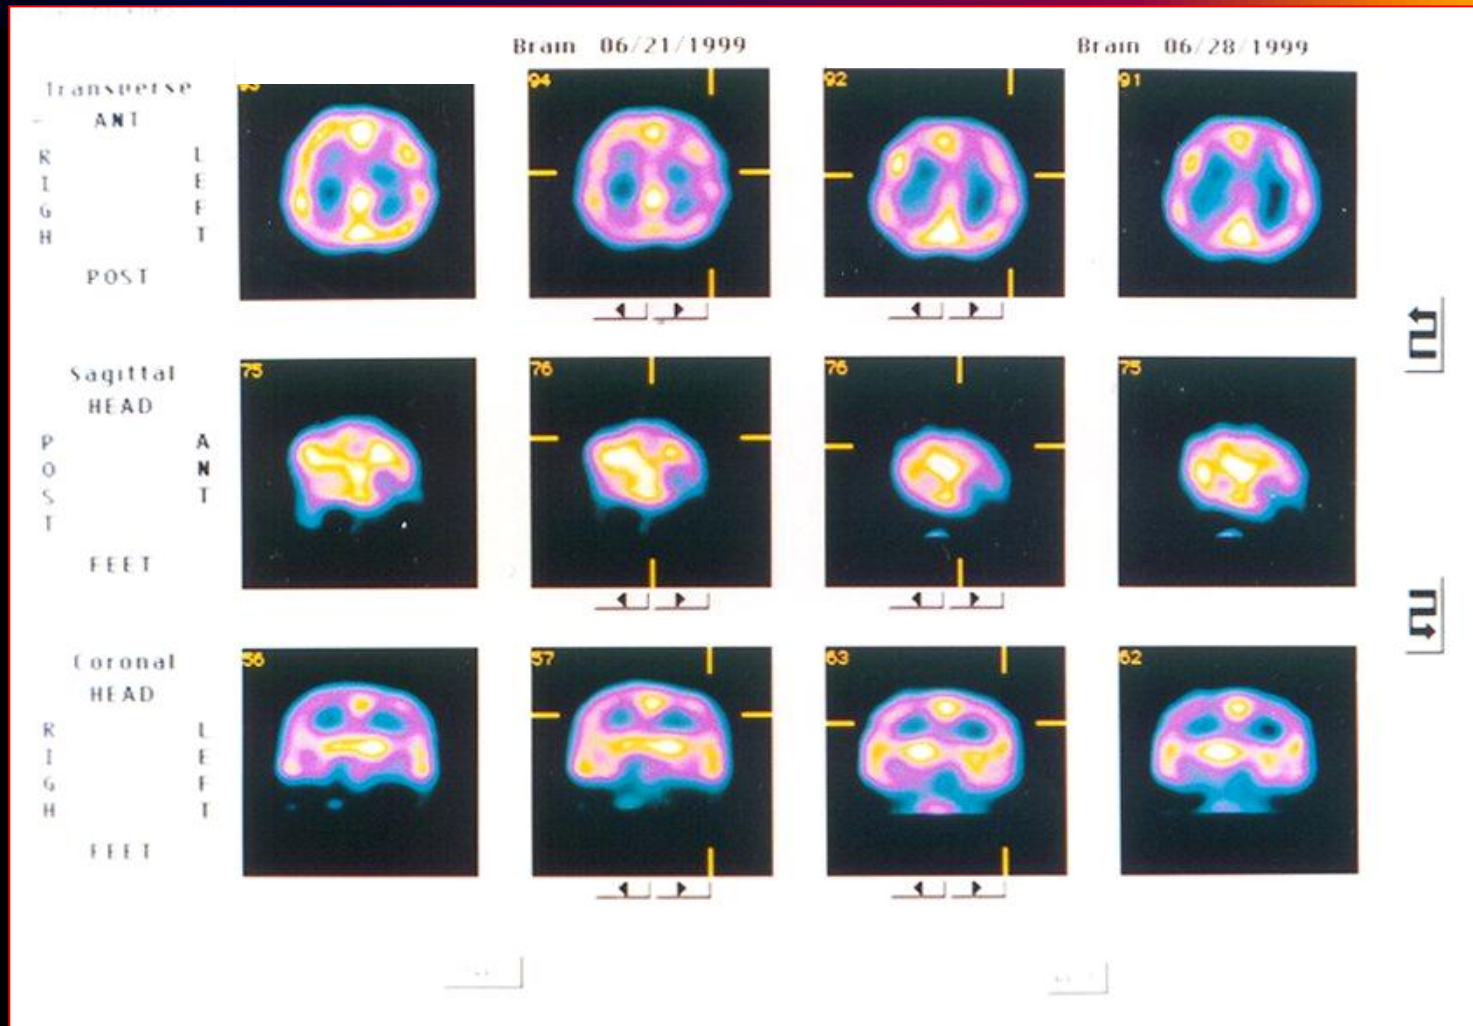 Brain 06/21/1999
Brain 06/28/1999
Transverse
ANT
RIGH
LEFT
POST
94
92
91
Sagittal
HEAD
POST
ANT
FEET
75
76
76
75
Coronal
HEAD
RIGH
LEFT
FEET
56
57
63
62